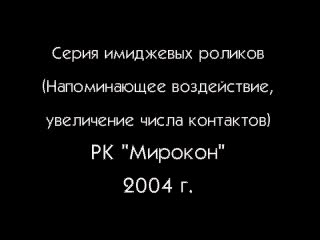 Серия имиджевых роликов
(Напоминающее воздействие,
увеличение числа контактов)
РК "Мирокон"
2004 г.